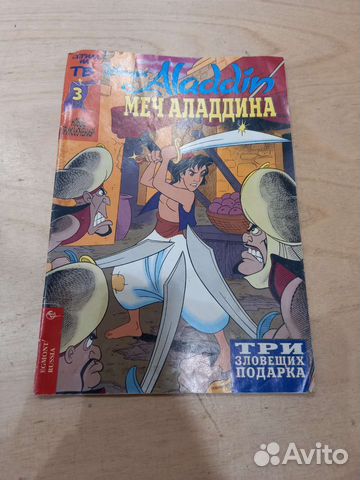 3
Aladdin
МЕЧ АЛАДДИНА
ТРИ
ЗЛОВЕЩИХ
ПОДАРКА
EGMONT
RUSSIA
Avito